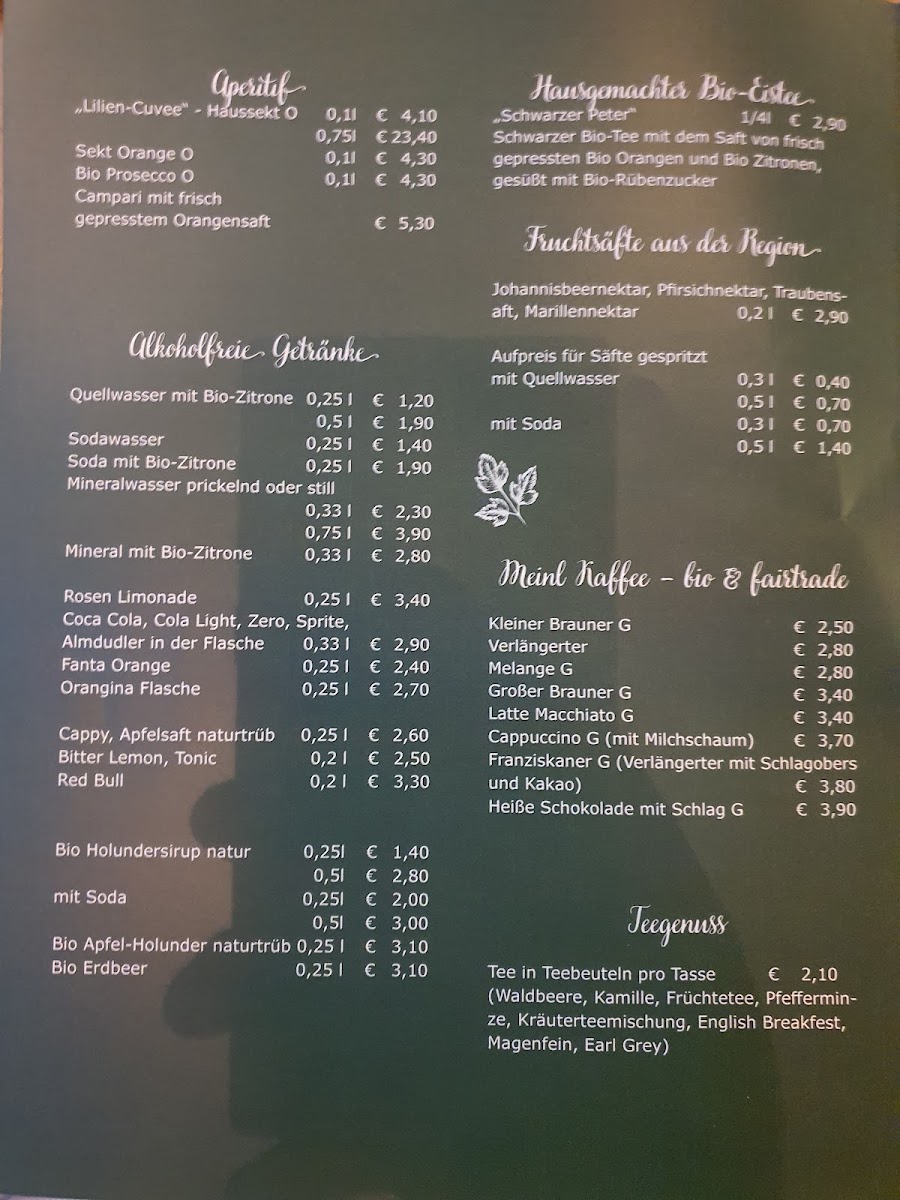 Aperitif
„Lilien-Cuvee" - Haussekt O 0,1l € 4,10
0,75l € 23,40
Sekt Orange O 0,1l € 4,30
Bio Prosecco O 0,1l € 4,30
Campari mit frisch
gepresstem Orangensaft € 5,30
Alkoholfreie Getränke
Quellwasser mit Bio-Zitrone 0,25 l € 1,20
0,5 l € 1,90
Sodawasser 0,25 l € 1,40
Soda mit Bio-Zitrone 0,25 l € 1,90
Mineralwasser prickelnd oder still
0,33 l € 2,30
0,75 l € 3,90
Mineral mit Bio-Zitrone 0,33 l € 2,80
Rosen Limonade 0,25 l € 3,40
Coca Cola, Cola Light, Zero, Sprite,
Almdudler in der Flasche 0,33 l € 2,90
Fanta Orange 0,25 l € 2,40
Orangina Flasche 0,25 l € 2,70
Cappy, Apfelsaft naturtrüb 0,25 l € 2,60
Bitter Lemon, Tonic 0,2 l € 2,50
Red Bull 0,2 l € 3,30
Bio Holundersirup natur 0,25l € 1,40
0,5l € 2,80
mit Soda 0,25l € 2,00
0,5l € 3,00
Bio Apfel-Holunder naturtrüb 0,25 l € 3,10
Bio Erdbeer 0,25 l € 3,10
Hausgemachter Bio-Eistee
„Schwarzer Peter" 1/4l € 2,90
Schwarzer Bio-Tee mit dem Saft von frisch
gepressten Bio Orangen und Bio Zitronen,
gesüßt mit Bio-Rübenzucker
Fruchtsäfte aus der Region
Johannisbeernektar, Pfirsichnektar, Traubens-
aft, Marillennektar 0,2 l € 2,90
Aufpreis für Säfte gespritzt
mit Quellwasser 0,3 l € 0,40
0,5 l € 0,70
mit Soda 0,3 l € 0,70
0,5 l € 1,40
Meinl Kaffee – bio & fairtrade
Kleiner Brauner G € 2,50
Verlängerter € 2,80
Melange G € 2,80
Großer Brauner G € 3,40
Latte Macchiato G € 3,40
Cappuccino G (mit Milchschaum) € 3,70
Franziskaner G (Verlängerter mit Schlagobers
und Kakao) € 3,80
Heiße Schokolade mit Schlag G € 3,90
Teegenuss
Tee in Teebeuteln pro Tasse € 2,10
(Waldbeere, Kamille, Früchtetee, Pfeffermin-
ze, Kräuterteemischung, English Breakfest,
Magenfein, Earl Grey)